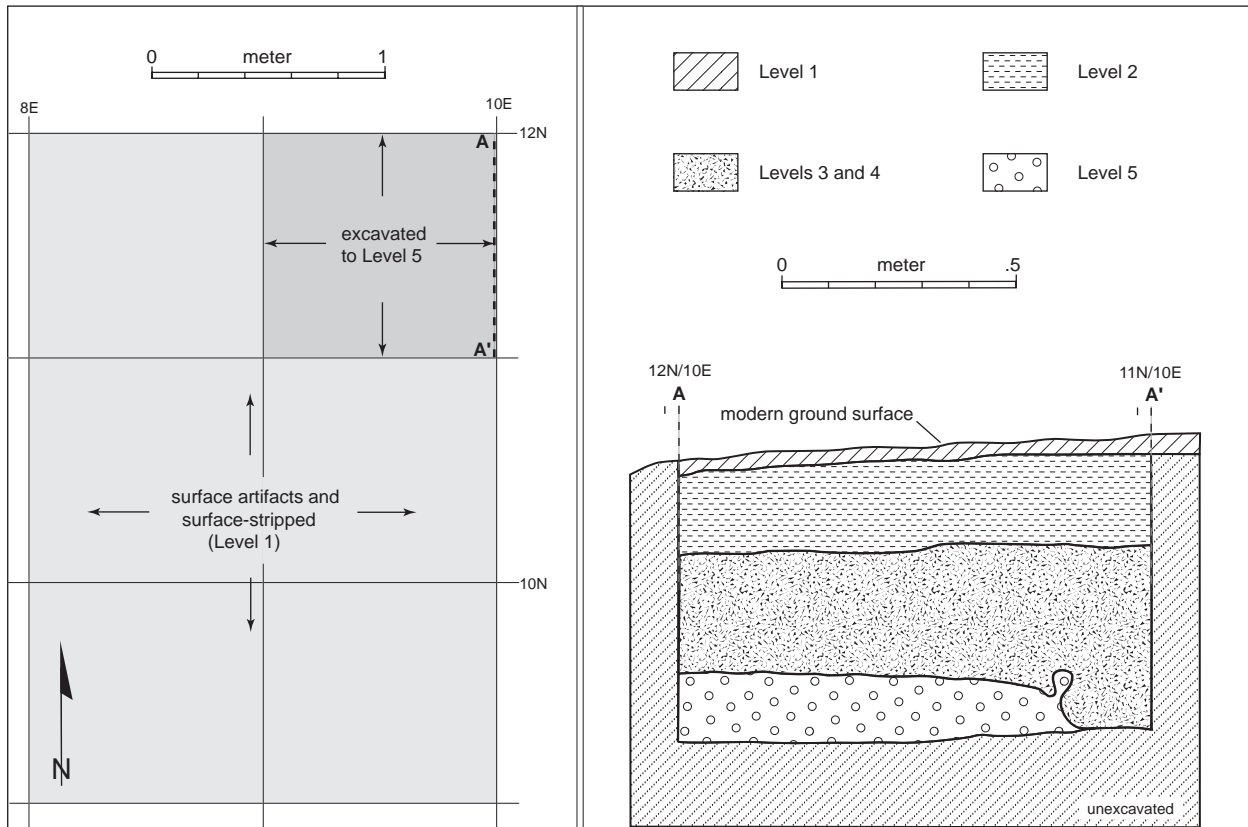 0 meter 1
8E
10E
12N
A
excavated
to Level 5
A'
surface artifacts and
surface-stripped
(Level 1)
10N
N
Level 1
Level 2
Levels 3 and 4
Level 5
0 meter .5
12N/10E
A
11N/10E
A'
modern ground surface
unexcavated